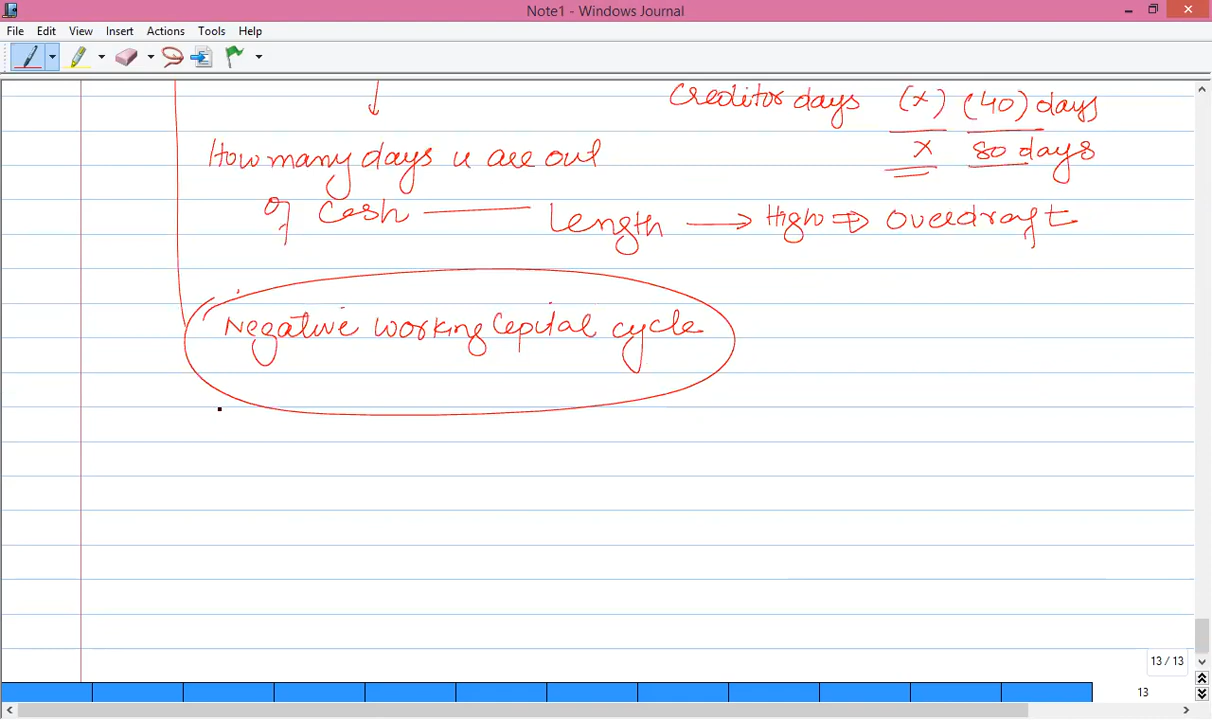 Note1 - Windows Journal
File Edit View Insert Actions Tools Help
Creditor days (x) (40) days
x 80 days
How many days u are out
of Cash — Length → High ⇒ Overdraft
Negative working Capital cycle
13 / 13
13